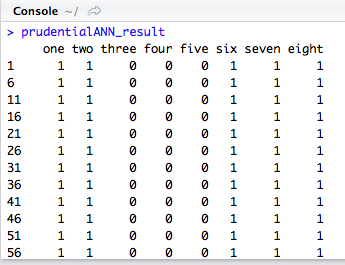 Console ~/
> prudentialANN_result
one two three four five six seven eight
1 1 1 0 0 0 1 1 1
6 1 1 0 0 0 1 1 1
11 1 1 0 0 0 1 1 1
16 1 1 0 0 0 1 1 1
21 1 1 0 0 0 1 1 1
26 1 1 0 0 0 1 1 1
31 1 1 0 0 0 1 1 1
36 1 1 0 0 0 1 1 1
41 1 1 0 0 0 1 1 1
46 1 1 0 0 0 1 1 1
51 1 1 0 0 0 1 1 1
56 1 1 0 0 0 1 1 1